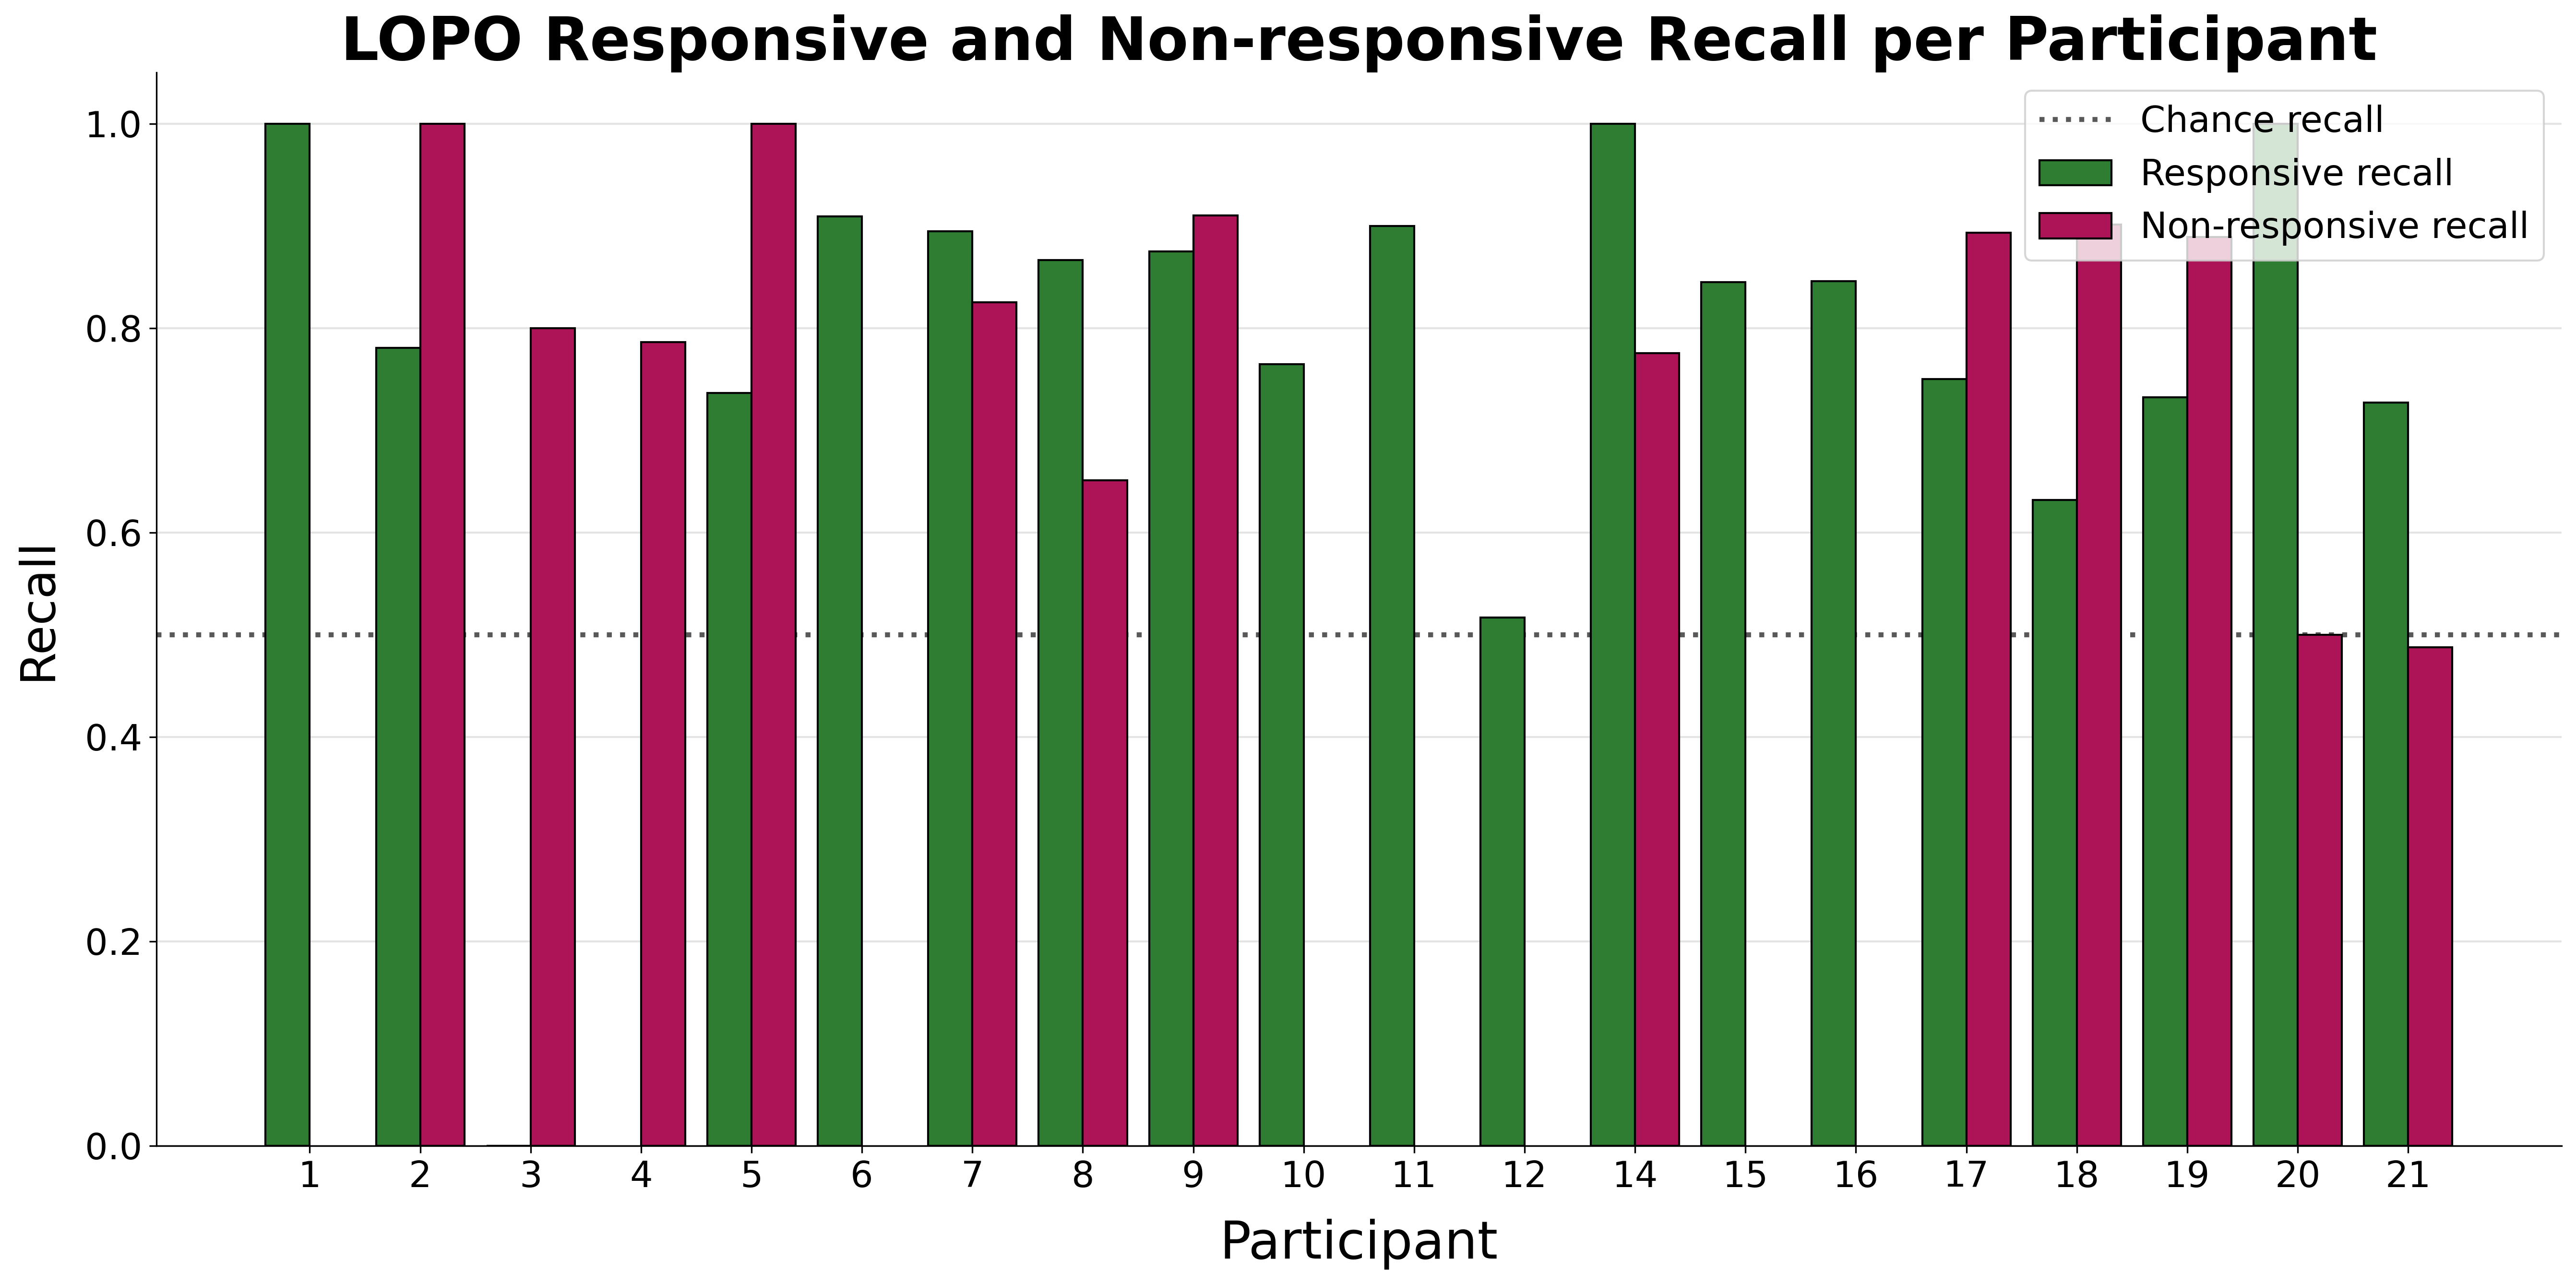 LOPO Responsive and Non-responsive Recall per Participant
Chance recall
Responsive recall
Non-responsive recall
1.0
0.8
0.6
0.4
0.2
0.0
Recall
1 2 3 4 5 6 7 8 9 10 11 12 14 15 16 17 18 19 20 21
Participant